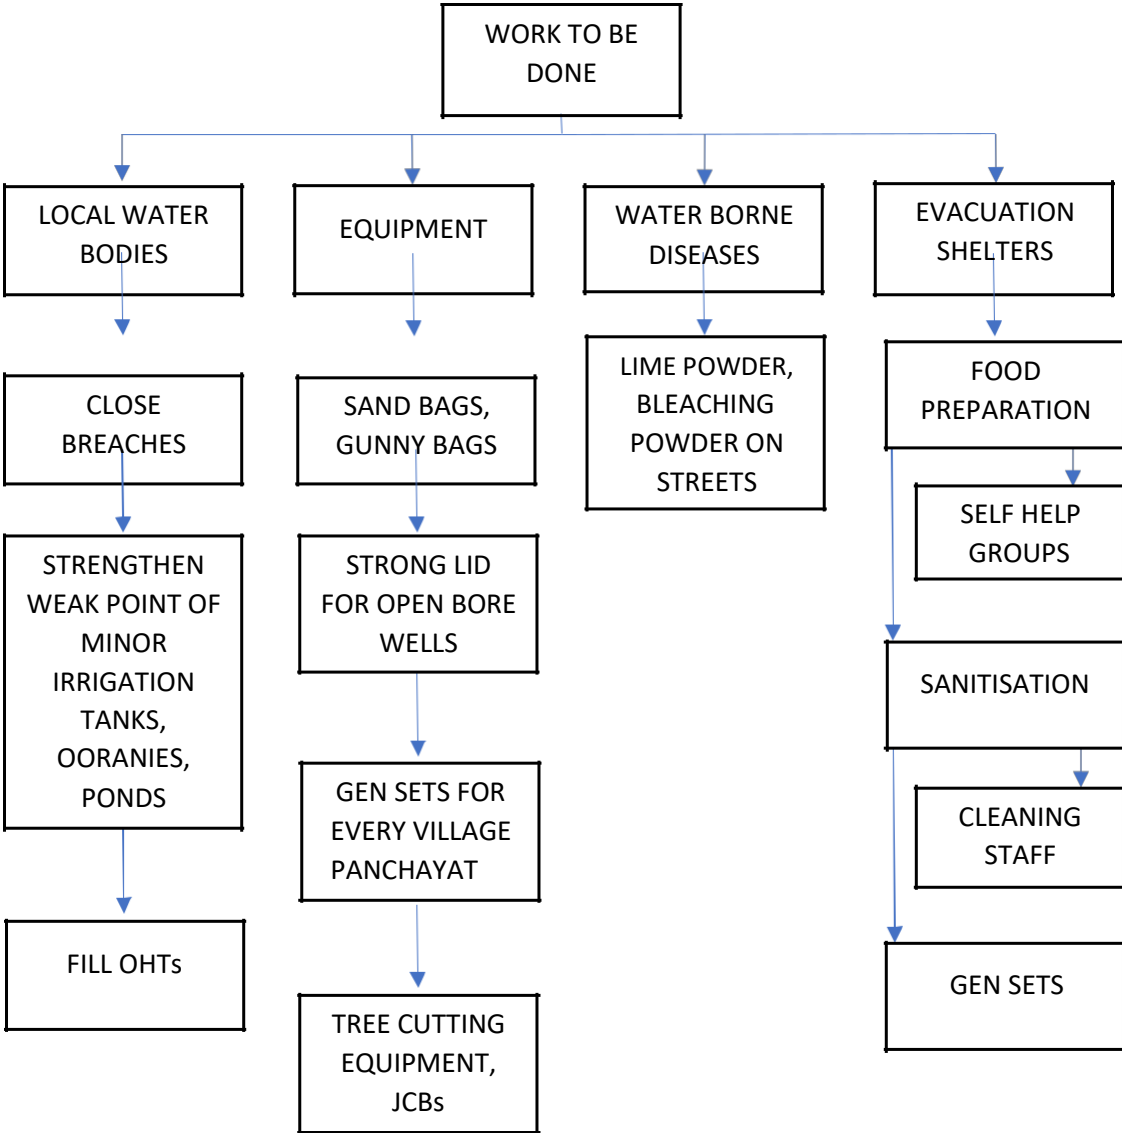 WORK TO BE
DONE
LOCAL WATER
BODIES
EQUIPMENT
WATER BORNE
DISEASES
EVACUATION
SHELTERS
CLOSE
BREACHES
SAND BAGS,
GUNNY BAGS
LIME POWDER,
BLEACHING
POWDER ON
STREETS
FOOD
PREPARATION
SELF HELP
GROUPS
STRENGTHEN
WEAK POINT OF
MINOR
IRRIGATION
TANKS,
OORANIES,
PONDS
STRONG LID
FOR OPEN BORE
WELLS
SANITISATION
GEN SETS FOR
EVERY VILLAGE
PANCHAYAT
CLEANING
STAFF
FILL OHTs
GEN SETS
TREE CUTTING
EQUIPMENT,
JCBs